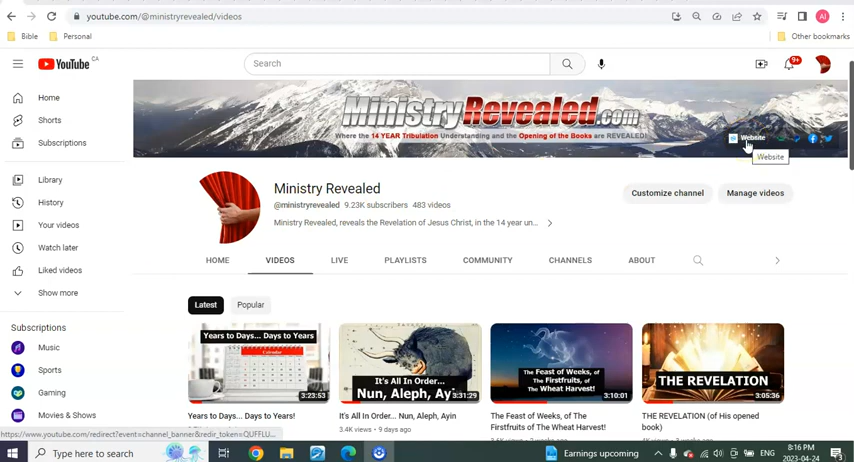 youtube.com/@ministryrevealed/videos
AI
Bible
Personal
Other bookmarks
YouTube CA
Search
9+
MinistryRevealed.com
Where the 14 YEAR Tribulation Understanding and the Opening of the Books are REVEALED!
Website
Website
Home
Shorts
Subscriptions
Library
History
Your videos
Watch later
Liked videos
Show more
Subscriptions
Music
Sports
Gaming
Movies & Shows
Ministry Revealed
@ministryrevealed 9.23K subscribers 483 videos
Ministry Revealed, reveals the Revelation of Jesus Christ, in the 14 year un...
Customize channel
Manage videos
HOME
VIDEOS
LIVE
PLAYLISTS
COMMUNITY
CHANNELS
ABOUT
Latest
Popular
Years to Days... Days to Years
Calendar
3:23:53
It's All In Order...
Nun, Aleph, Ayin
3:31:29
The Feast of Weeks, of
The Firstfruits, of
The Wheat Harvest!
3:10:01
THE REVELATION
3:05:36
Years to Days... Days to Years!
It's All In Order... Nun, Aleph, Ayin
3.4K views • 9 days ago
The Feast of Weeks, of The
Firstfruits of The Wheat Harvest!
THE REVELATION (of His opened
book)
https://www.youtube.com/redirect?event=channel_banner&redir_token=QUFFLU...
Type here to search
Earnings upcoming
ENG
8:16 PM
2023-04-24
3